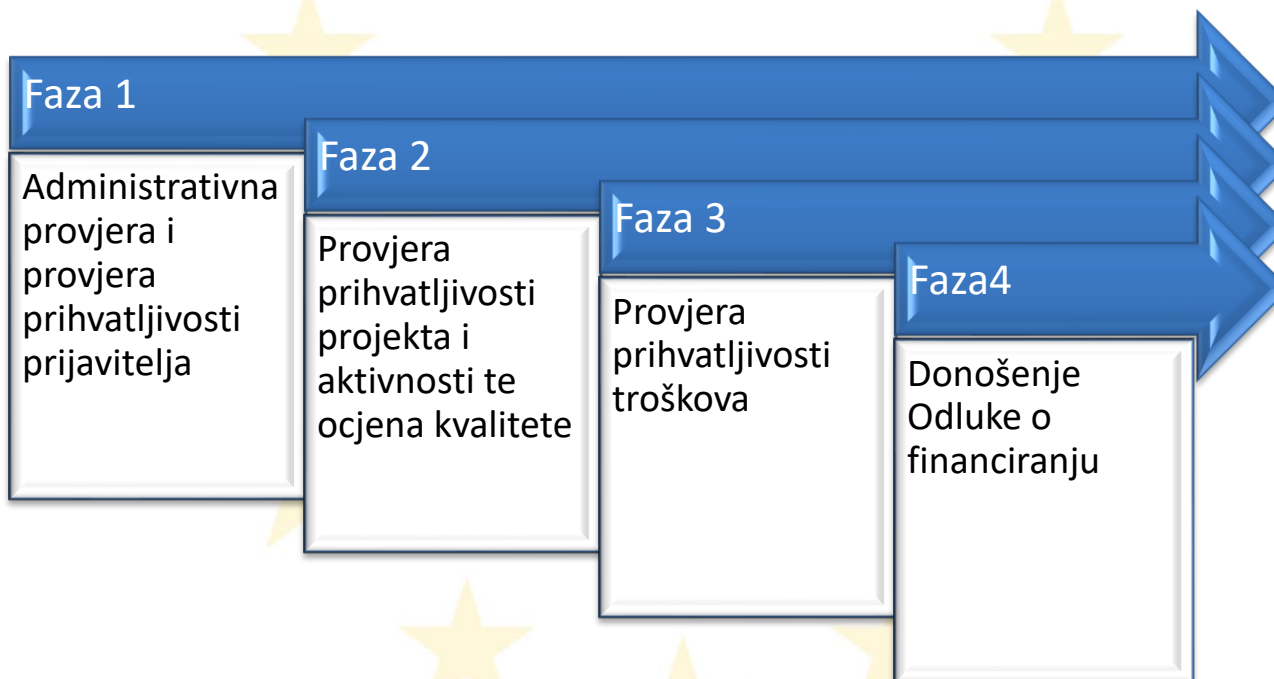 Faza 1
Administrativna
provjera i
provjera
prihvatljivosti
prijavitelja
Faza 2
Provjera
prihvatljivosti
projekta i
aktivnosti te
ocjena kvalitete
Faza 3
Provjera
prihvatljivosti
troškova
Faza4
Donošenje
Odluke o
financiranju